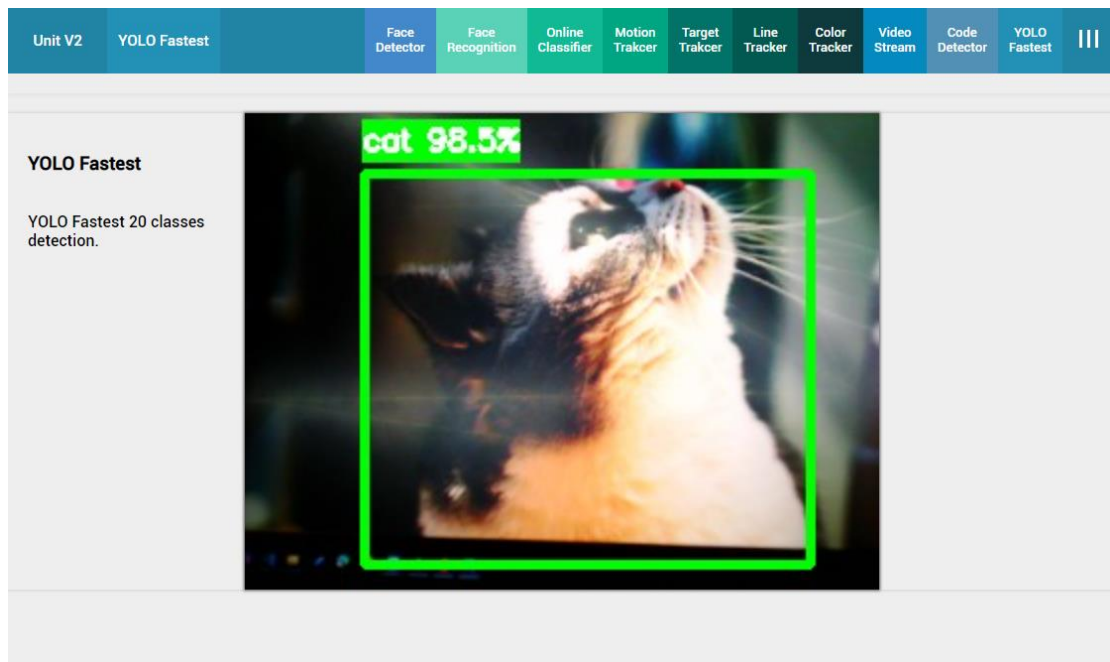 Unit V2
YOLO Fastest
Face
Detector
Face
Recognition
Online
Classifier
Motion
Trakcer
Target
Trakcer
Line
Tracker
Color
Tracker
Video
Stream
Code
Detector
YOLO
Fastest
YOLO Fastest
YOLO Fastest 20 classes
detection.
cat 98.5%